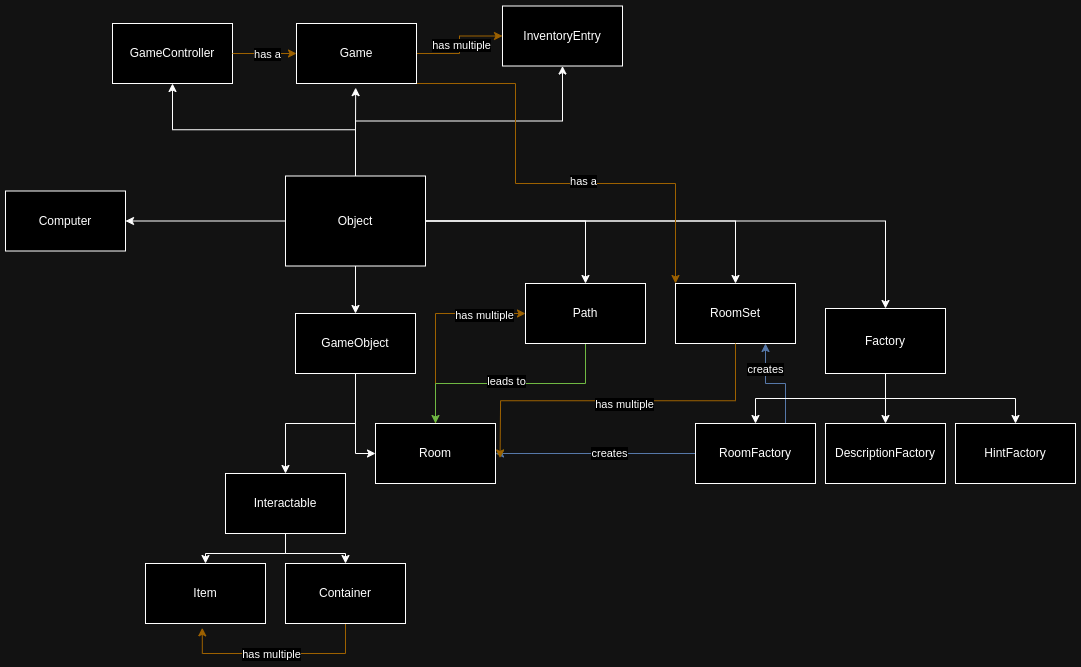 InventoryEntry
GameController
has a
Game
has multiple
has a
Computer
Object
has multiple
Path
RoomSet
GameObject
Factory
creates
leads to
has multiple
Room
creates
RoomFactory
DescriptionFactory
HintFactory
Interactable
Item
Container
has multiple